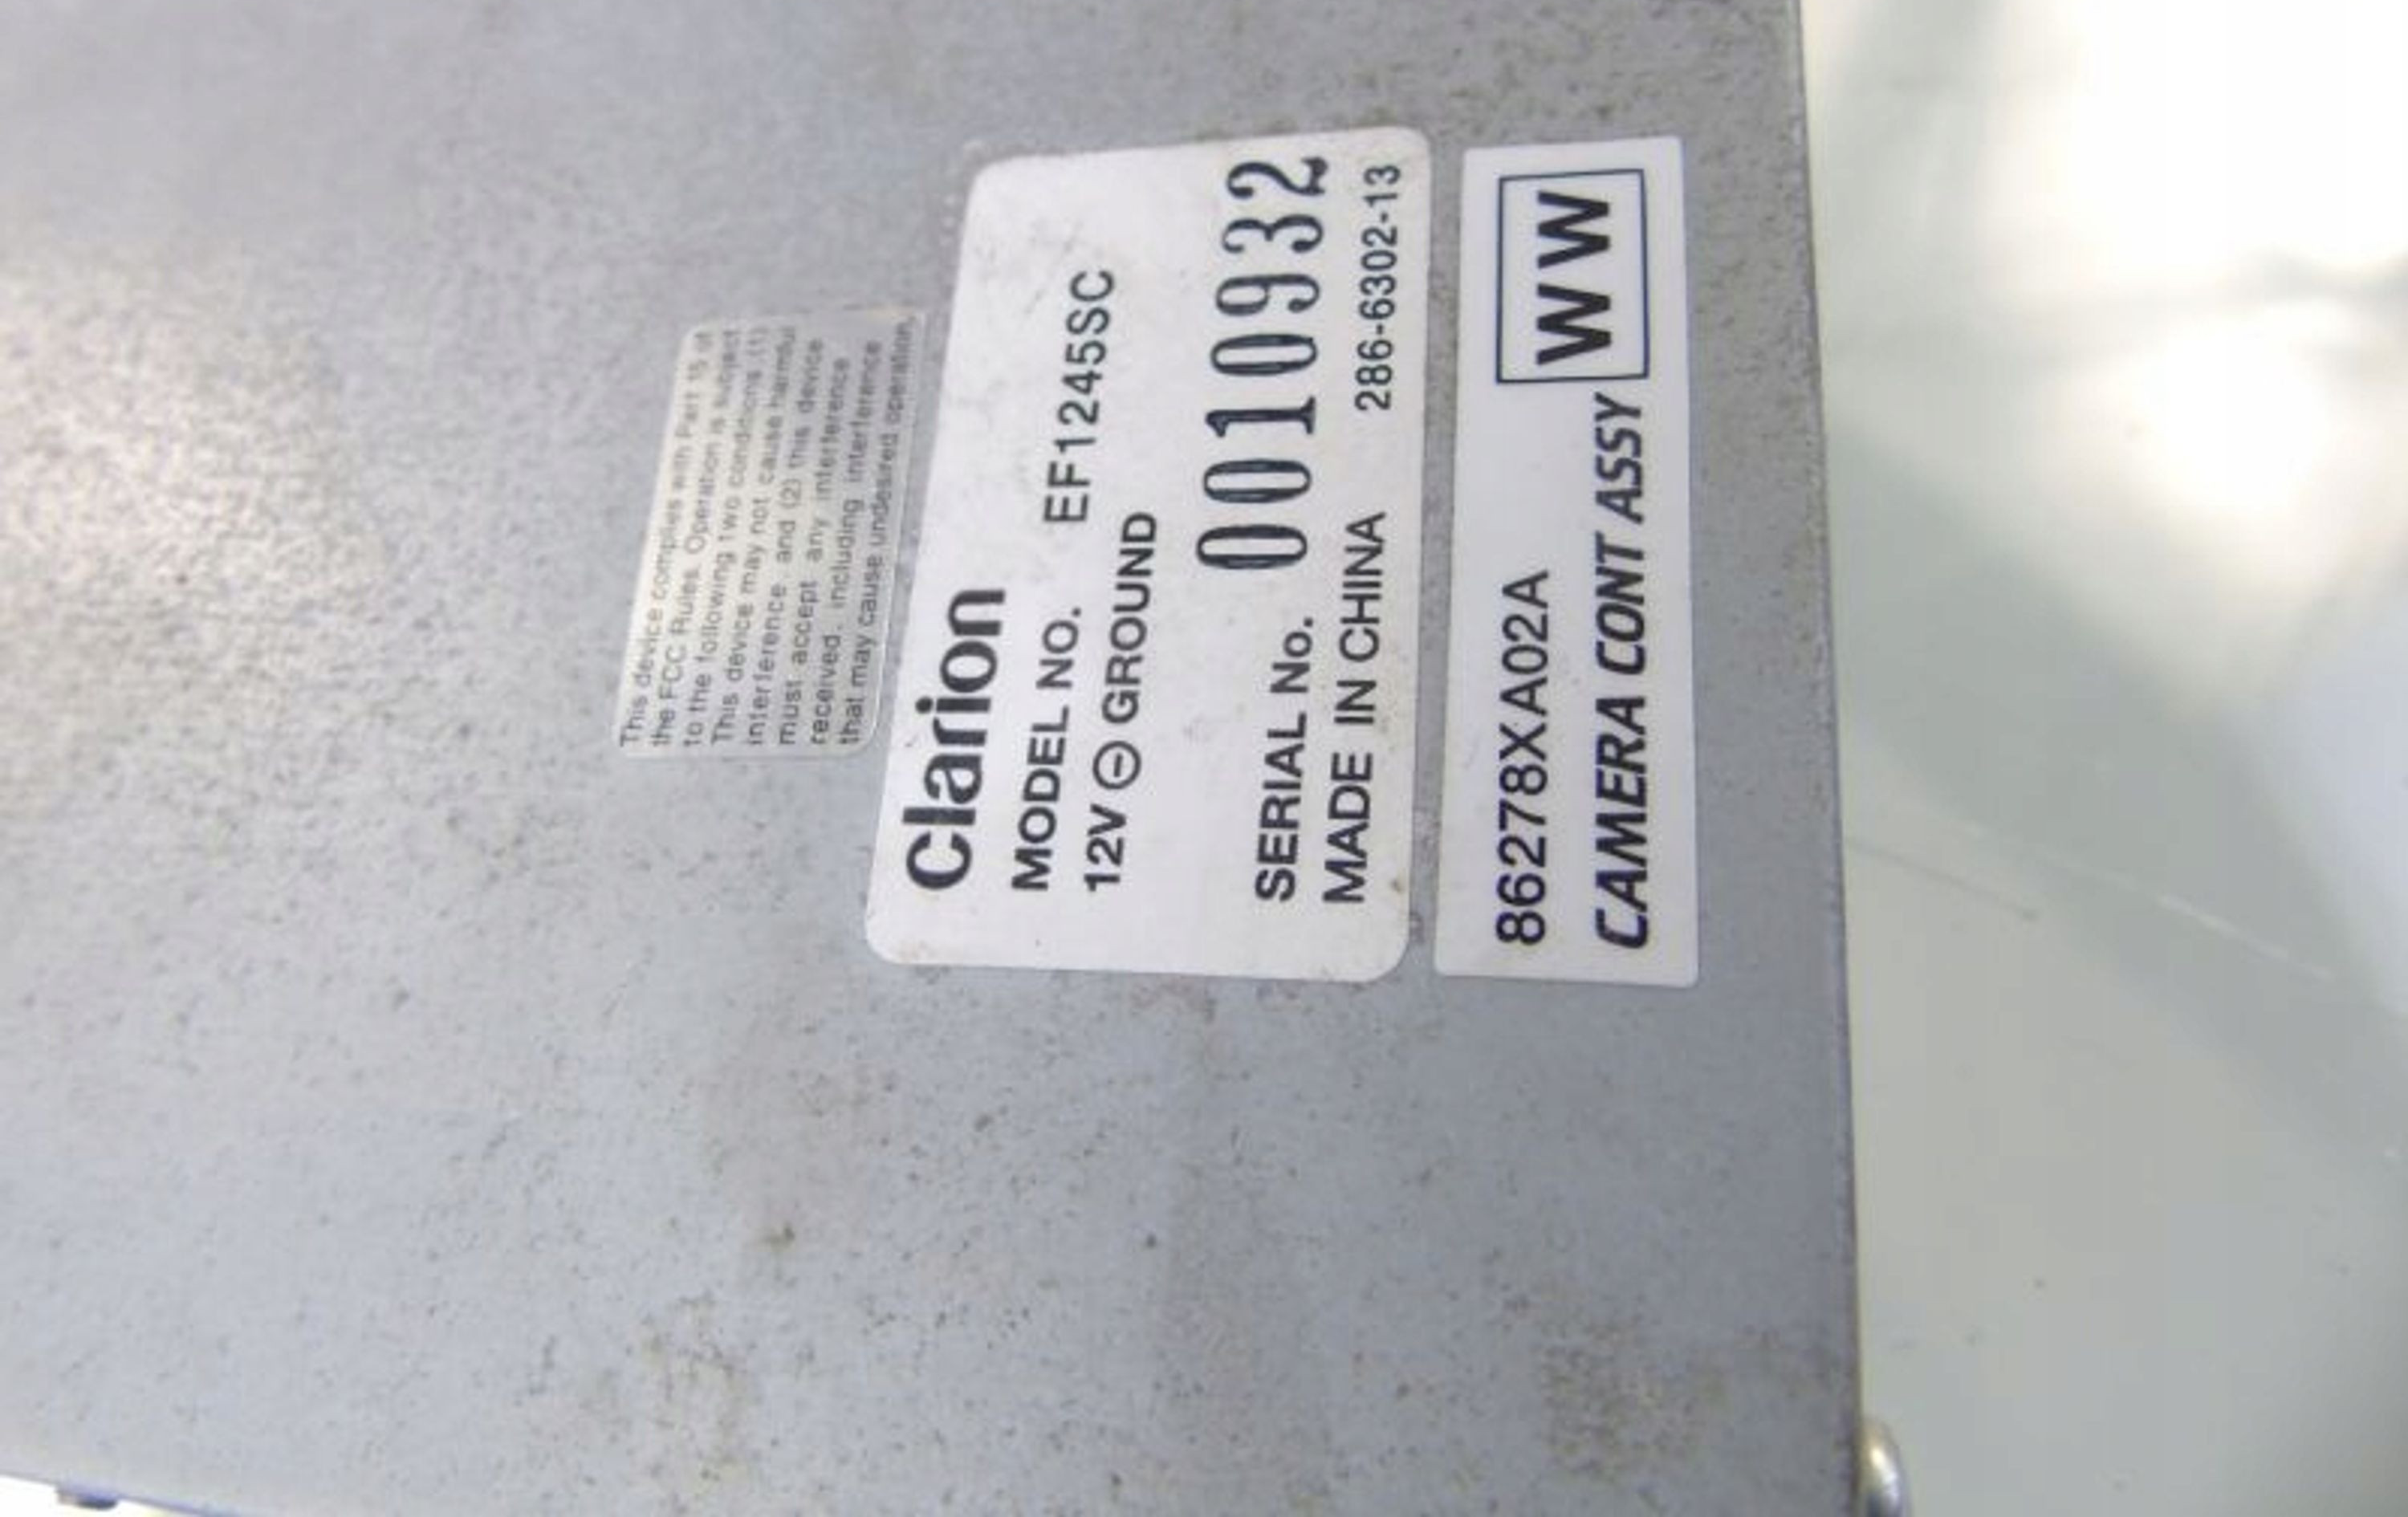 This device complies with Part 15 of
the FCC Rules. Operation is subject
to the following two conditions.(1)
This device may not cause harmful
interference, and (2) this device
must accept any interference
received, including interference
that may cause undesired operation.
Clarion
MODEL NO. EF1245SC
12V ⊖ GROUND
SERIAL No. 0010932
MADE IN CHINA 286-6302-13
86278XA02A
CAMERA CONT ASSY WW